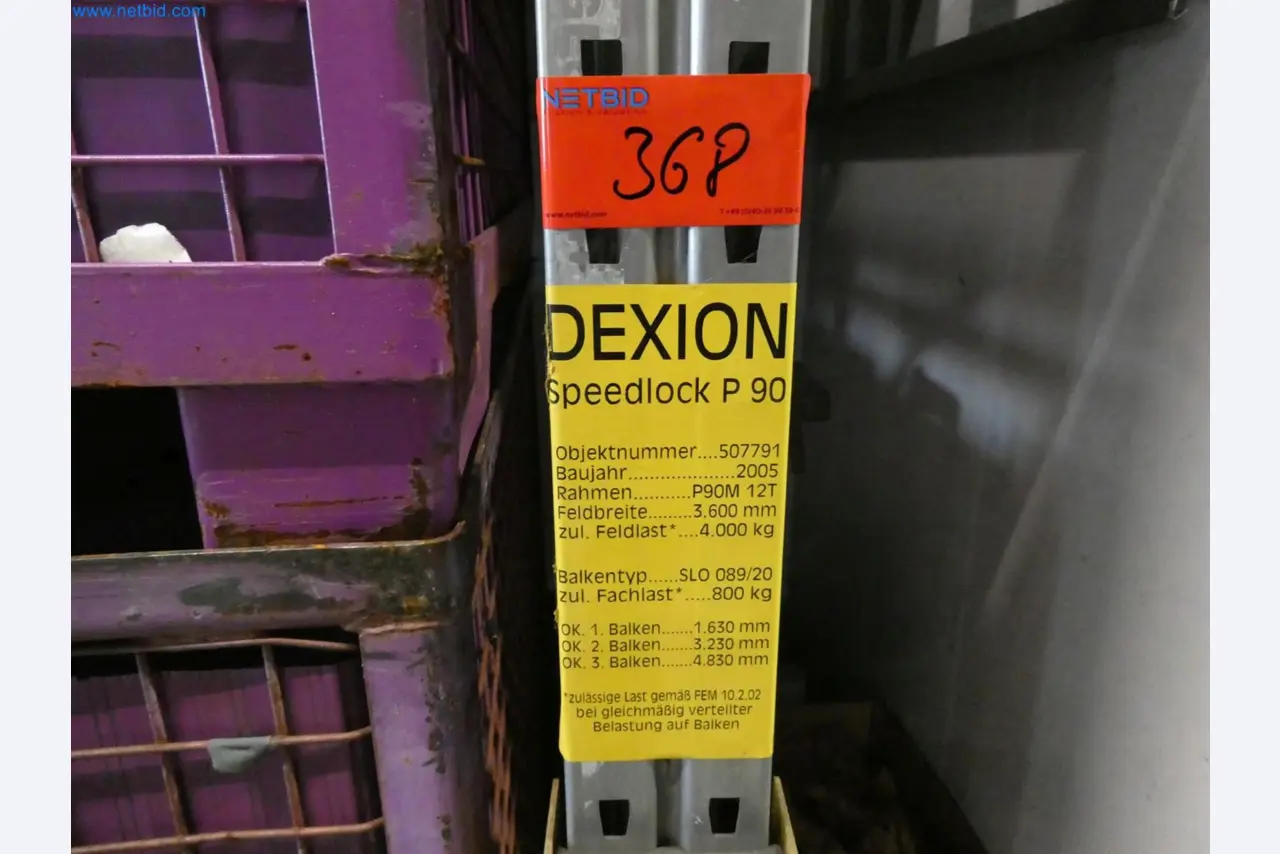 www.netbid.com
NETBID
368
www.netbid.com
DEXION
Speedlock P 90
Objektnummer....507791
Baujahr...................2005
Rahmen..........P90M 12T
Feldbreite........3.600 mm
zul. Feldlast*....4.000 kg
Balkentyp......SLO 089/20
zul. Fachlast*.....800 kg
OK. 1. Balken.......1.630 mm
OK. 2. Balken.......3.230 mm
OK. 3. Balken.......4.830 mm
*zulässige Last gemäß FEM 10.2.02
bei gleichmäßig verteilter
Belastung auf Balken